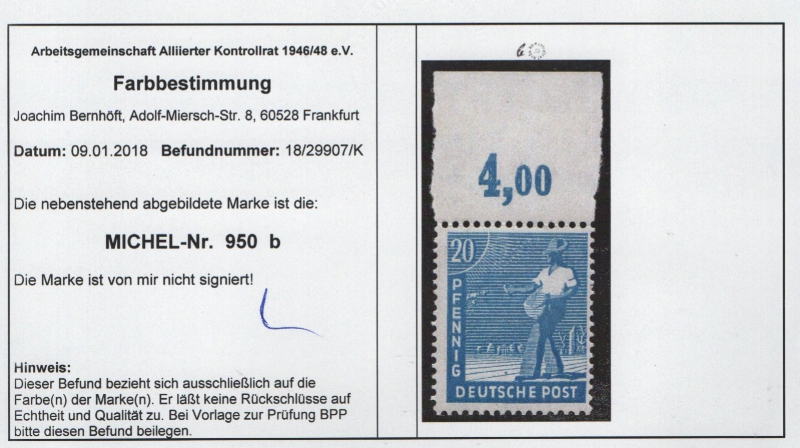 Arbeitsgemeinschaft Alliierter Kontrollrat 1946/48 e.V.
Farbbestimmung
Joachim Bernhöft, Adolf-Miersch-Str. 8, 60528 Frankfurt
Datum: 09.01.2018 Befundnummer: 18/29907/K
Die nebenstehend abgebildete Marke ist die:
MICHEL-Nr. 950 b
Die Marke ist von mir nicht signiert!
Hinweis:
Dieser Befund bezieht sich ausschließlich auf die
Farbe(n) der Marke(n). Er läßt keine Rückschlüsse auf
Echtheit und Qualität zu. Bei Vorlage zur Prüfung BPP
bitte diesen Befund beilegen.
4,00
20
PFENNIG
DEUTSCHE POST